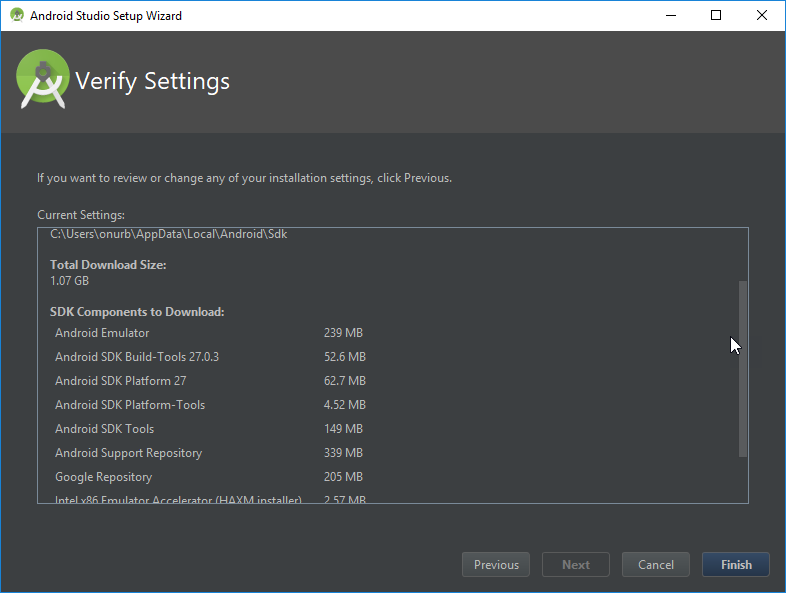 Android Studio Setup Wizard
Verify Settings
If you want to review or change any of your installation settings, click Previous.
Current Settings:
C:\Users\onurb\AppData\Local\Android\Sdk
Total Download Size:
1.07 GB
SDK Components to Download:
Android Emulator 239 MB
Android SDK Build-Tools 27.0.3 52.6 MB
Android SDK Platform 27 62.7 MB
Android SDK Platform-Tools 4.52 MB
Android SDK Tools 149 MB
Android Support Repository 339 MB
Google Repository 205 MB
Intel x86 Emulator Accelerator (HAXM installer) 2.57 MB
Previous Next Cancel Finish